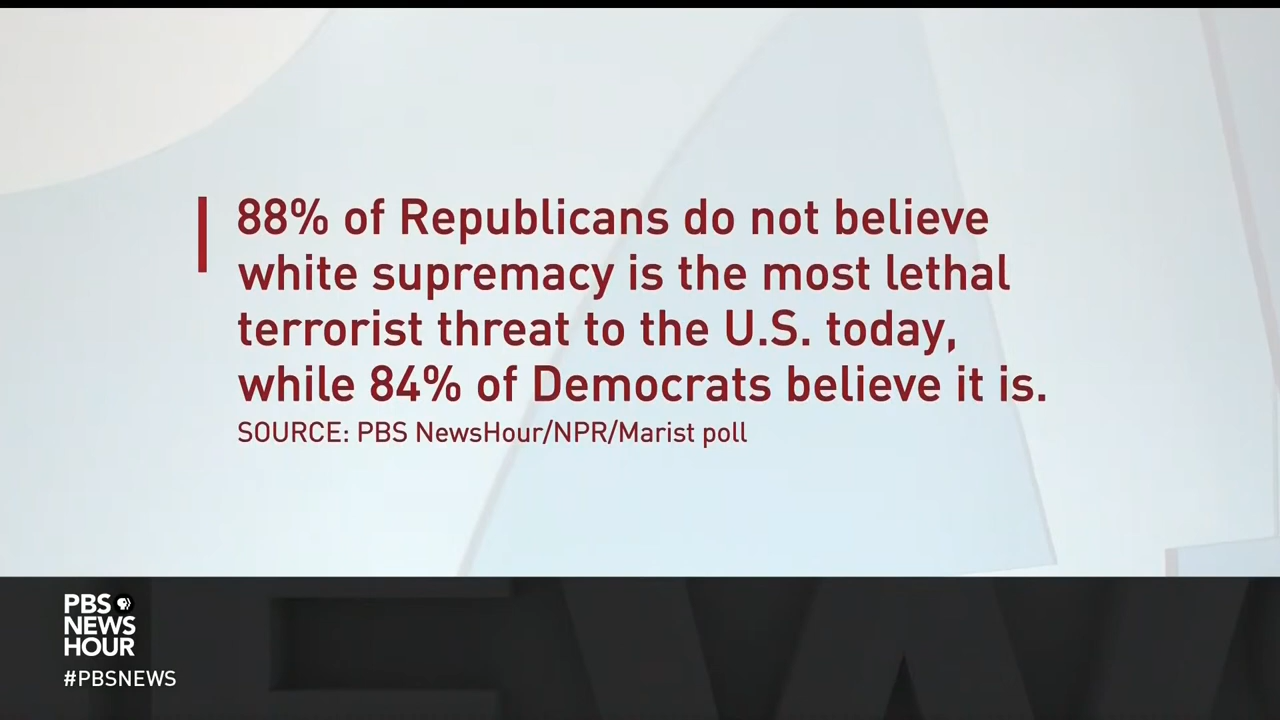 88% of Republicans do not believe
white supremacy is the most lethal
terrorist threat to the U.S. today,
while 84% of Democrats believe it is.
SOURCE: PBS NewsHour/NPR/Marist poll
PBS
NEWS
HOUR
#PBSNEWS